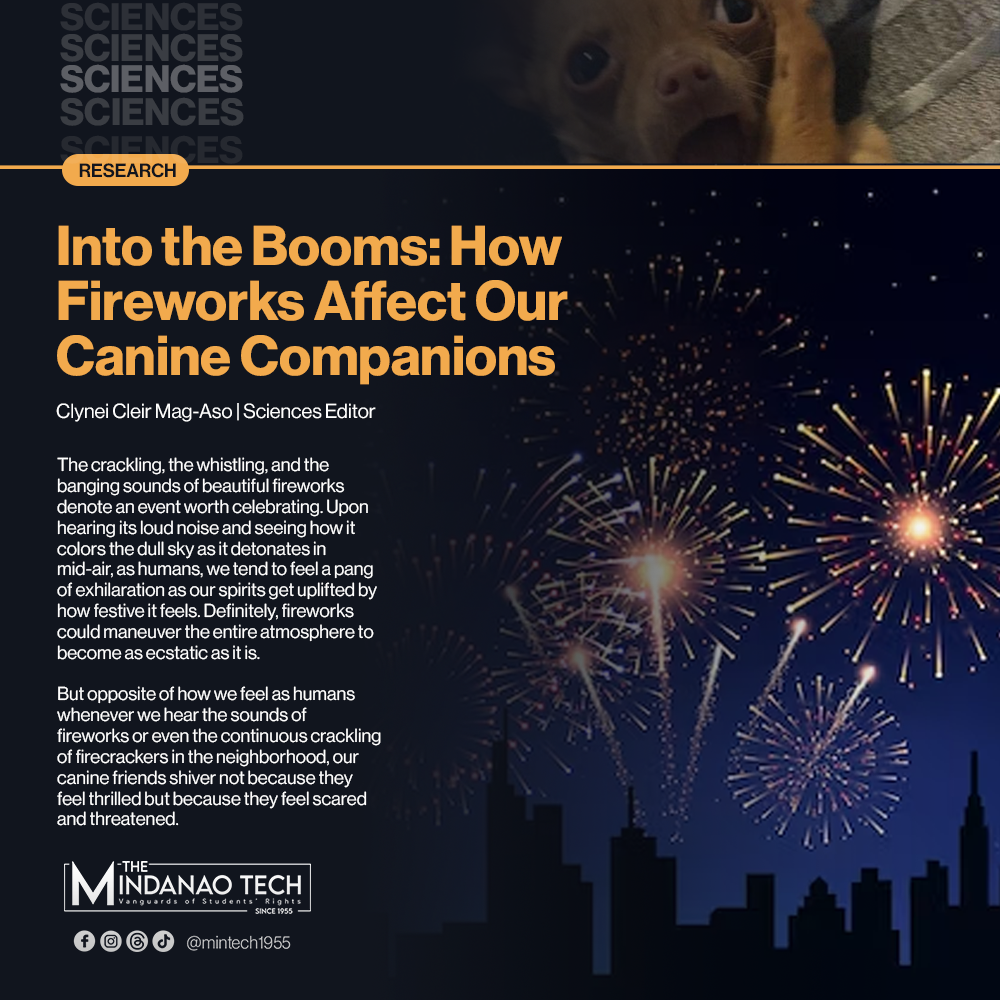 SCIENCES
SCIENCES
SCIENCES
SCIENCES
SCIENCES
RESEARCH
Into the Booms: How
Fireworks Affect Our
Canine Companions
Clynei Cleir Mag-Aso | Sciences Editor
The crackling, the whistling, and the
banging sounds of beautiful fireworks
denote an event worth celebrating. Upon
hearing its loud noise and seeing how it
colors the dull sky as it detonates in
mid-air, as humans, we tend to feel a pang
of exhilaration as our spirits get uplifted by
how festive it feels. Definitely, fireworks
could maneuver the entire atmosphere to
become as ecstatic as it is.
But opposite of how we feel as humans
whenever we hear the sounds of
fireworks or even the continuous crackling
of firecrackers in the neighborhood, our
canine friends shiver not because they
feel thrilled but because they feel scared
and threatened.
THE
MINDANAO TECH
Vanguards of Students' Rights
SINCE 1955
@mintech1955